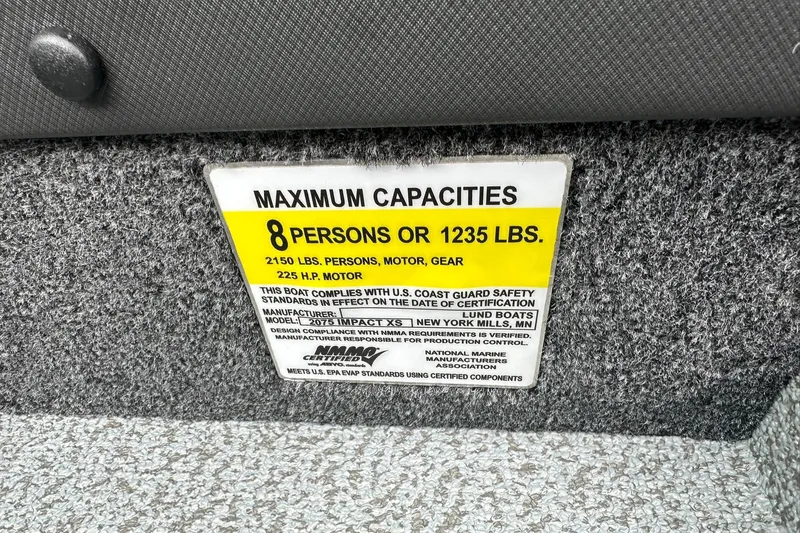 MAXIMUM CAPACITIES
8 PERSONS OR 1235 LBS.
2150 LBS. PERSONS, MOTOR, GEAR
225 H.P. MOTOR
THIS BOAT COMPLIES WITH U.S. COAST GUARD SAFETY
STANDARDS IN EFFECT ON THE DATE OF CERTIFICATION
MANUFACTURER: LUND BOATS
MODEL: 2075 IMPACT XS NEW YORK MILLS, MN
DESIGN COMPLIANCE WITH NMMA REQUIREMENTS IS VERIFIED.
MANUFACTURER RESPONSIBLE FOR PRODUCTION CONTROL.
NMMA
CERTIFIED
using ABYC standards
NATIONAL MARINE
MANUFACTURERS
ASSOCIATION
MEETS U.S. EPA EVAP STANDARDS USING CERTIFIED COMPONENTS